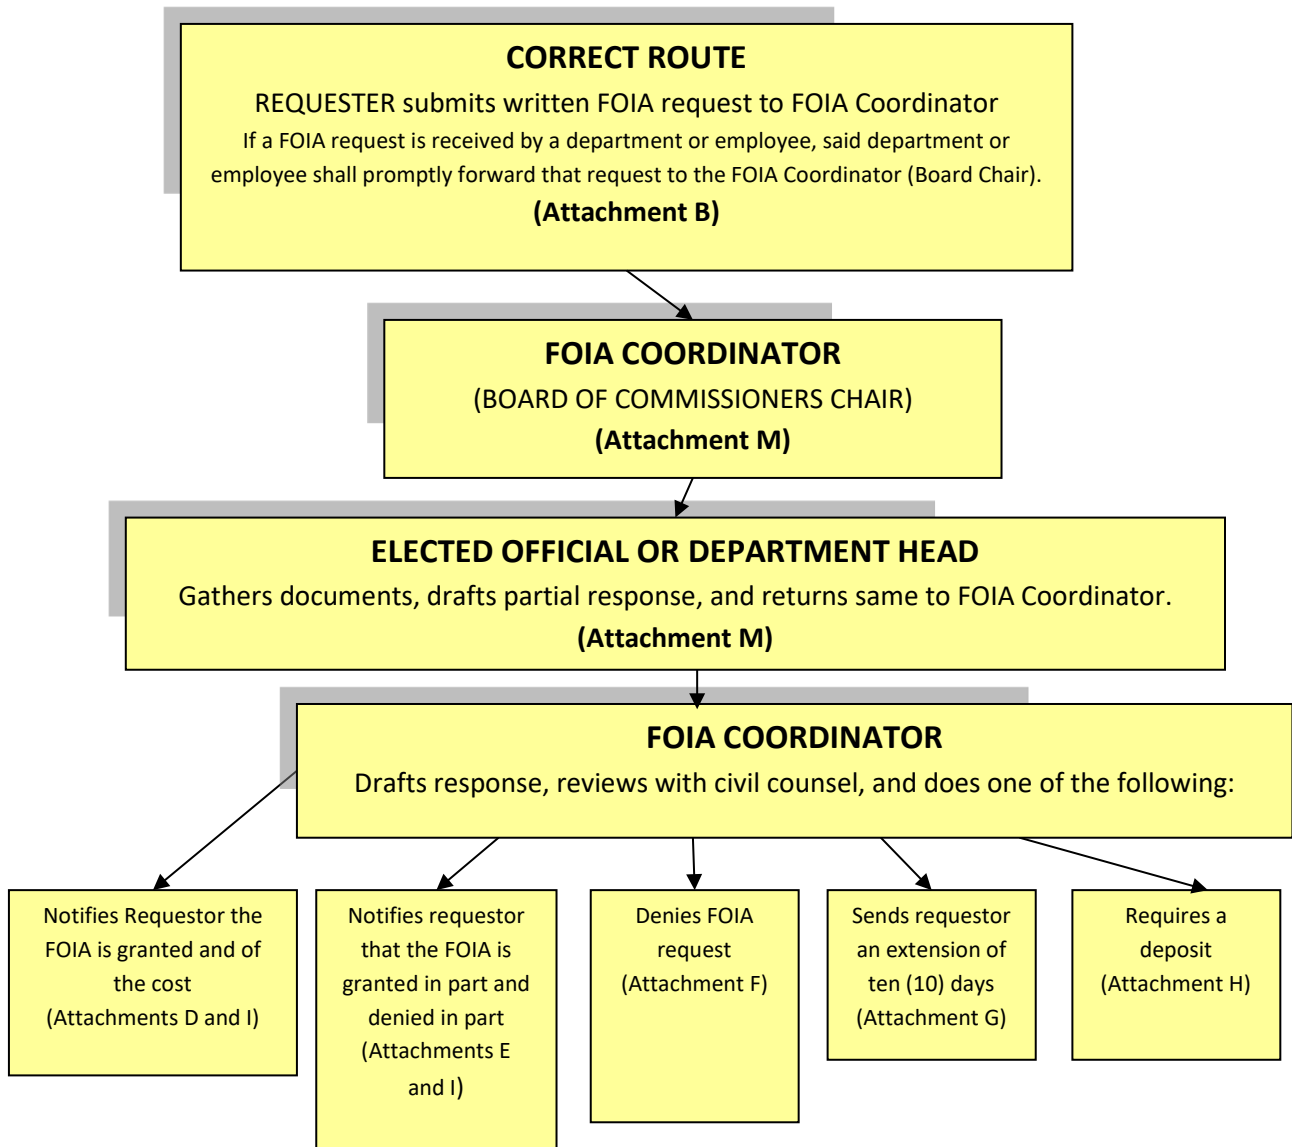 CORRECT ROUTE
REQUESTER submits written FOIA request to FOIA Coordinator
If a FOIA request is received by a department or employee, said department or
employee shall promptly forward that request to the FOIA Coordinator (Board Chair).
(Attachment B)
FOIA COORDINATOR
(BOARD OF COMMISSIONERS CHAIR)
(Attachment M)
ELECTED OFFICIAL OR DEPARTMENT HEAD
Gathers documents, drafts partial response, and returns same to FOIA Coordinator.
(Attachment M)
FOIA COORDINATOR
Drafts response, reviews with civil counsel, and does one of the following:
Notifies Requestor the
FOIA is granted and of
the cost
(Attachments D and I)
Notifies requestor
that the FOIA is
granted in part and
denied in part
(Attachments E
and I)
Denies FOIA
request
(Attachment F)
Sends requestor
an extension of
ten (10) days
(Attachment G)
Requires a
deposit
(Attachment H)